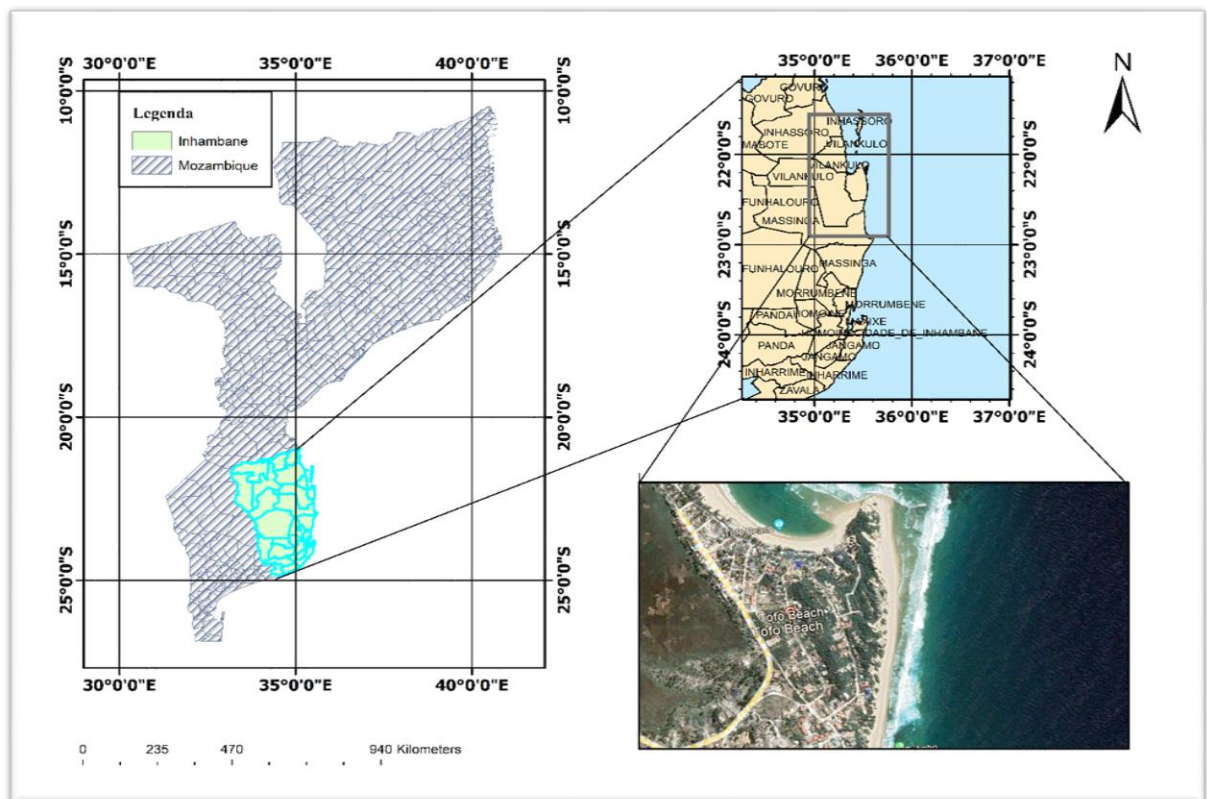 30°0'0"E 35°0'0"E 40°0'0"E
10°0'0"S 10°0'0"S
Legenda
Inhambane
Mozambique
15°0'0"S 15°0'0"S
20°0'0"S 20°0'0"S
25°0'0"S 25°0'0"S
30°0'0"E 35°0'0"E 40°0'0"E
0 235 470 940 Kilometers
35°0'0"E 36°0'0"E 37°0'0"E
N
GOVURO
GOVURO
INHASSORO
INHASSORO
MABOTE VILANKULO
22°0'0"S 22°0'0"S
VILANKULO
VILANKULO
FUNHALOURO
MASSINGA
23°0'0"S 23°0'0"S
MASSINGA
FUNHALOURO
MORRUMBENE
MORRUMBENE
PANDA
24°0'0"S 24°0'0"S
CIDADE_DE_INHAMBANE
PANDA JANGAMO
JANGAMO
INHARRIME INHARRIME
ZAVALA
35°0'0"E 36°0'0"E 37°0'0"E
Tofo Beach
Tofo Beach